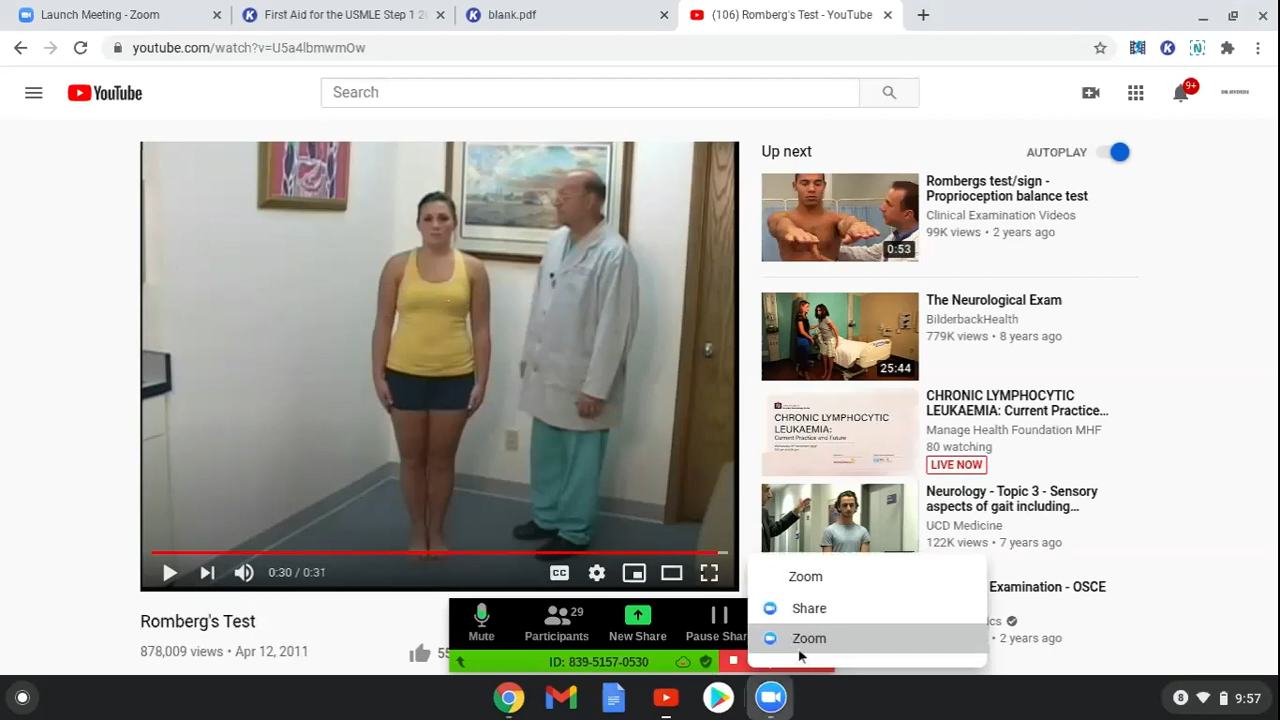 Launch Meeting - Zoom
First Aid for the USMLE Step 1 2
blank.pdf
(106) Romberg's Test - YouTube
youtube.com/watch?v=U5a4lbmwmOw
YouTube
Search
9+
Up next
AUTOPLAY
Rombergs test/sign -
Proprioception balance test
Clinical Examination Videos
99K views • 2 years ago
0:53
The Neurological Exam
BilderbackHealth
779K views • 8 years ago
25:44
CHRONIC LYMPHOCYTIC
LEUKAEMIA:
Current Practice and Future
CHRONIC LYMPHOCYTIC
LEUKAEMIA: Current Practice…
Manage Health Foundation MHF
80 watching
LIVE NOW
Neurology - Topic 3 - Sensory
aspects of gait including…
UCD Medicine
122K views • 7 years ago
Examination - OSCE
ics
• 2 years ago
0:30 / 0:31
CC
Romberg's Test
878,009 views • Apr 12, 2011
Mute
29
Participants
New Share
Pause Shar
ID: 839-5157-0530
Zoom
Share
Zoom
8
9:57